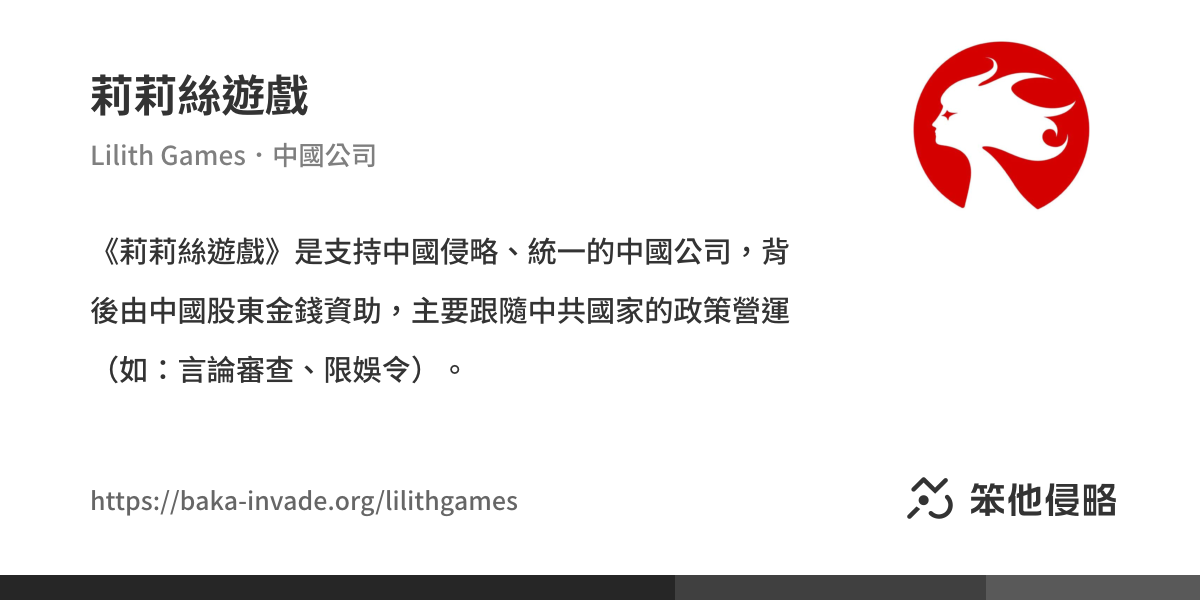 莉莉絲遊戲
Lilith Games・中國公司
《莉莉絲遊戲》是支持中國侵略、統一的中國公司，背
後由中國股東金錢資助，主要跟隨中共國家的政策營運
（如：言論審查、限娛令）。
https://baka-invade.org/lilithgames
笨他侵略